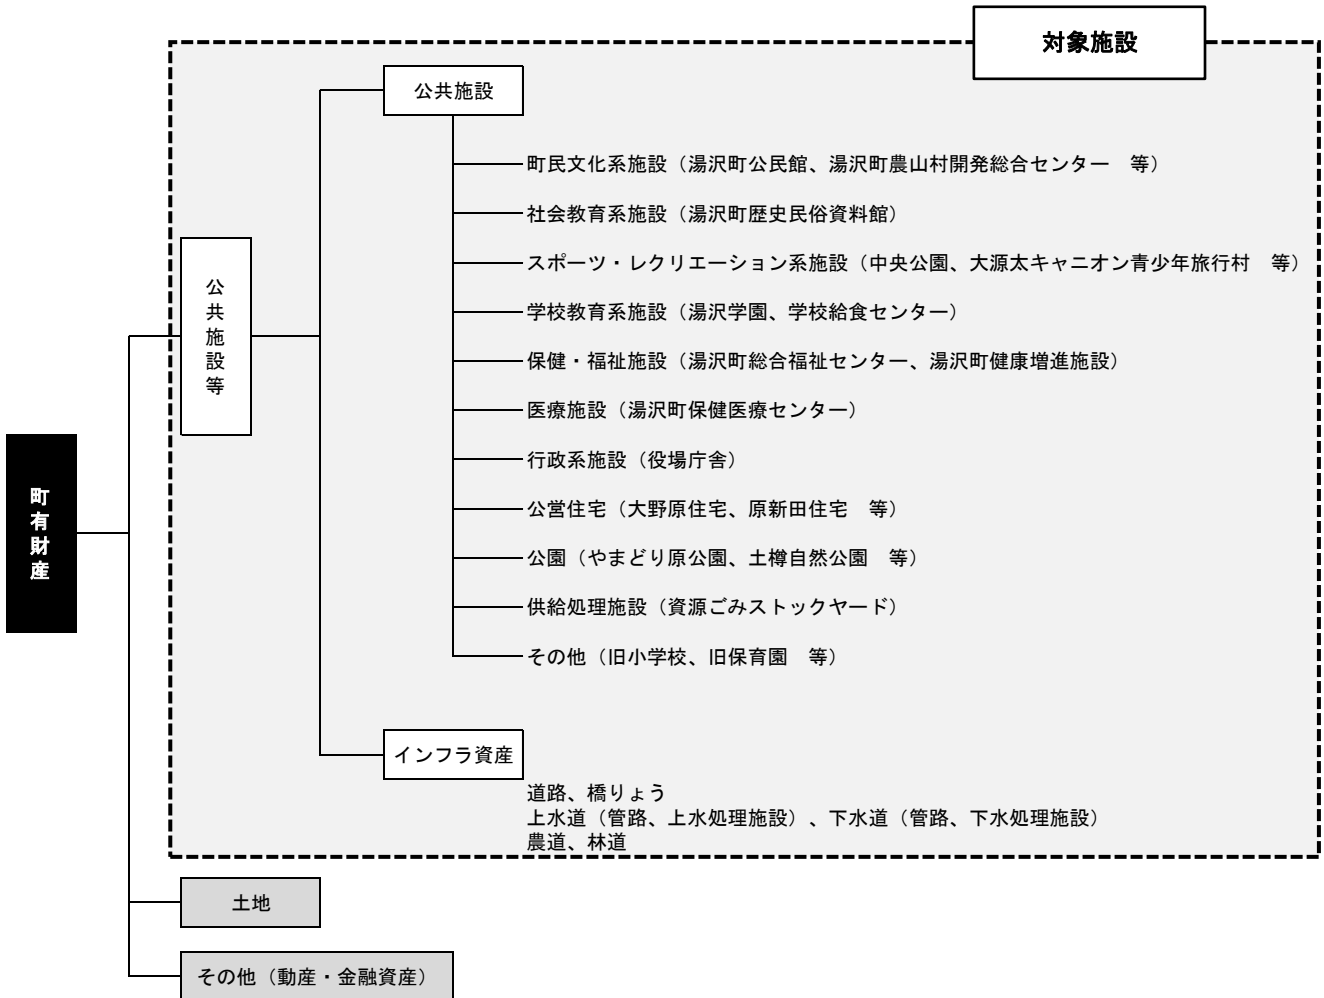 対象施設
公共施設
町民文化系施設（湯沢町公民館、湯沢町農山村開発総合センター　等）
社会教育系施設（湯沢町歴史民俗資料館）
スポーツ・レクリエーション系施設（中央公園、大源太キャニオン青少年旅行村　等）
学校教育系施設（湯沢学園、学校給食センター）
保健・福祉施設（湯沢町総合福祉センター、湯沢町健康増進施設）
医療施設（湯沢町保健医療センター）
行政系施設（役場庁舎）
公営住宅（大野原住宅、原新田住宅　等）
公園（やまどり原公園、土樽自然公園　等）
供給処理施設（資源ごみストックヤード）
その他（旧小学校、旧保育園　等）
公共施設等
町有財産
インフラ資産
道路、橋りょう
上水道（管路、上水処理施設）、下水道（管路、下水処理施設）
農道、林道
土地
その他（動産・金融資産）